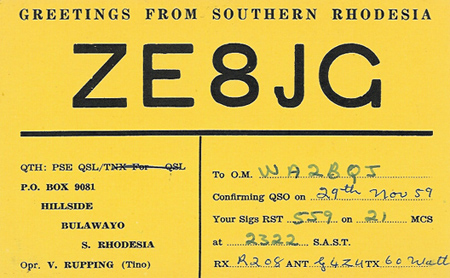 GREETINGS FROM SOUTHERN RHODESIA
ZE8JG
QTH: PSE QSL/TNX For QSL
P.O. BOX 9081
HILLSIDE
BULAWAYO
S. RHODESIA
Opr. V. RUPPING (Tino)
To O.M. WA2BQJ
Confirming QSO on 29th Nov 59
Your Sigs RST 559 on 21 MCS
at 2322 S.A.S.T.
RX R208 ANT G4ZU TX 60 Watt